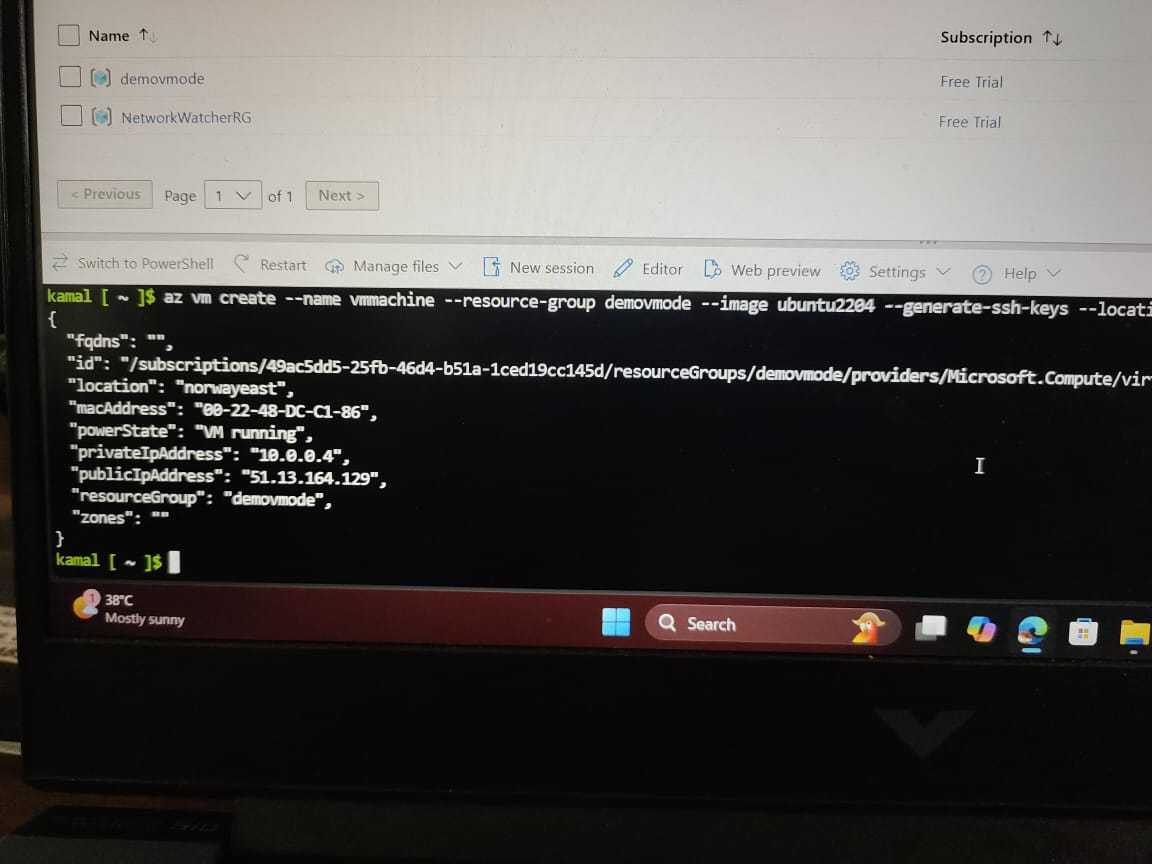 Name ↑↓ Subscription ↑↓
demovmode Free Trial
NetworkWatcherRG Free Trial
< Previous Page 1 of 1 Next >
Switch to PowerShell Restart Manage files New session Editor Web preview Settings Help
kamal [ ~ ]$ az vm create --name vmmachine --resource-group demovmode --image ubuntu2204 --generate-ssh-keys --locati
{
"fqdns": "",
"id": "/subscriptions/49ac5dd5-25fb-46d4-b51a-1ced19cc145d/resourceGroups/demovmode/providers/Microsoft.Compute/vir
"location": "norwayeast",
"macAddress": "00-22-48-DC-C1-86",
"powerState": "VM running",
"privateIpAddress": "10.0.0.4",
"publicIpAddress": "51.13.164.129",
"resourceGroup": "demovmode",
"zones": ""
}
kamal [ ~ ]$
1 38°C
Mostly sunny
Search